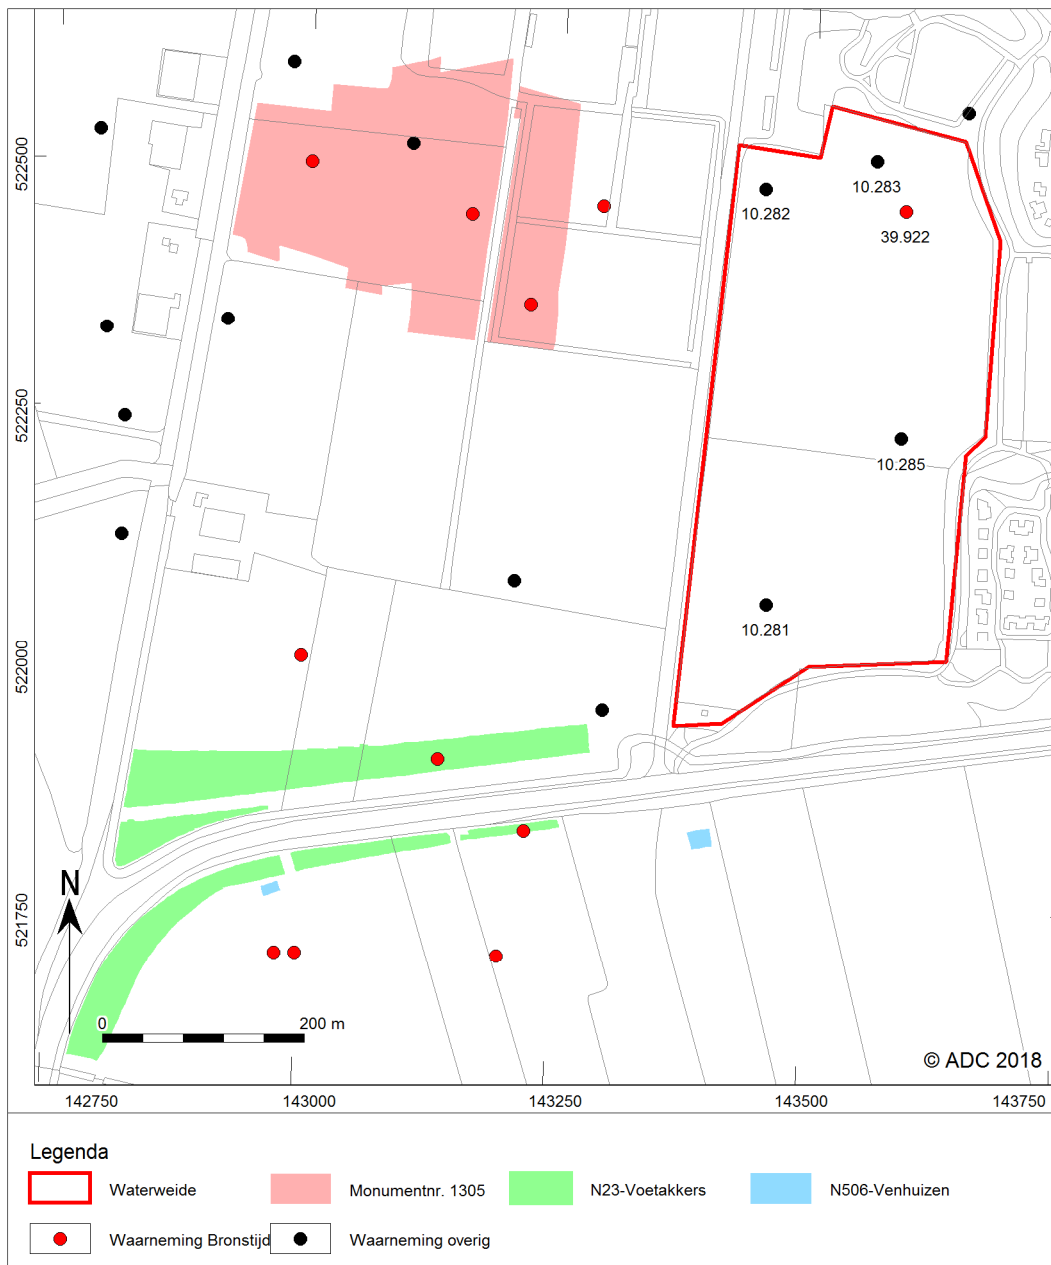 522500
10.283
10.282
39.922
522250
10.285
10.281
522000
521750
N
0 200 m
© ADC 2018
142750 143000 143250 143500 143750
Legenda
Waterweide Monumentnr. 1305 N23-Voetakkers N506-Venhuizen
Waarneming Bronstijd Waarneming overig